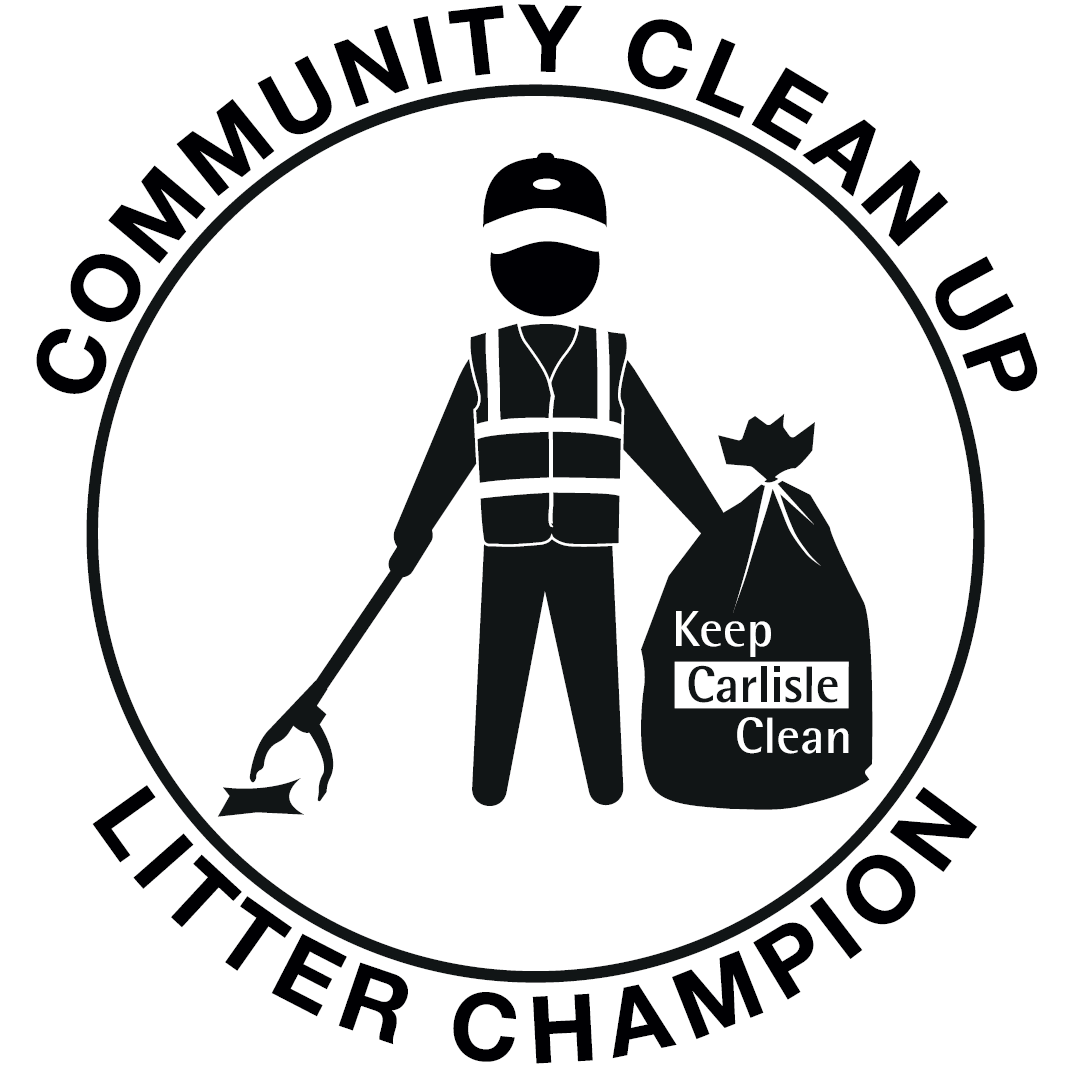 COMMUNITY CLEAN UP
Keep
Carlisle
Clean
LITTER CHAMPION